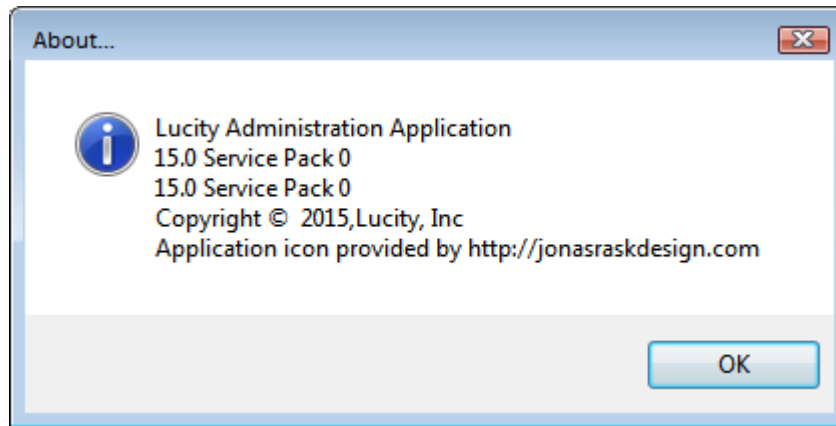 About...
Lucity Administration Application
15.0 Service Pack 0
15.0 Service Pack 0
Copyright ©  2015,Lucity, Inc
Application icon provided by http://jonasraskdesign.com
OK